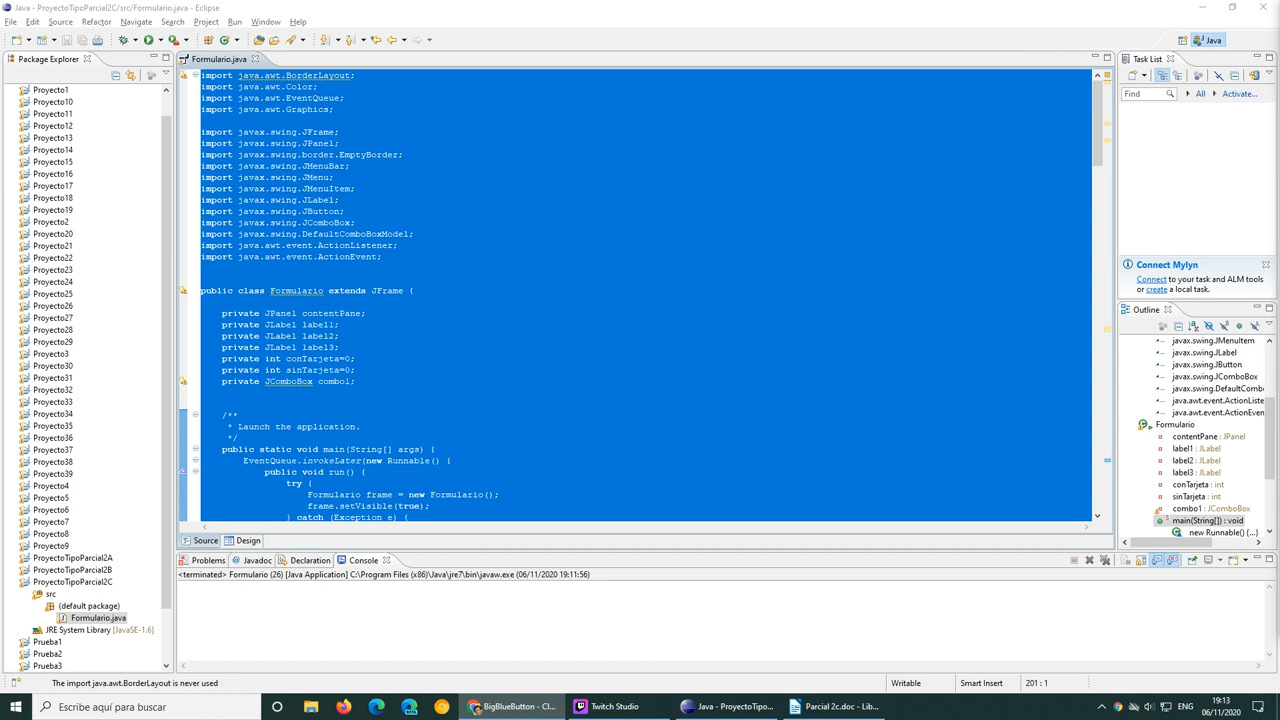 Java - ProyectoTipoParcial2C/src/Formulario.java - Eclipse
File Edit Source Refactor Navigate Search Project Run Window Help
Java
Package Explorer
Proyecto1
Proyecto10
Proyecto11
Proyecto12
Proyecto13
Proyecto14
Proyecto15
Proyecto16
Proyecto17
Proyecto18
Proyecto19
Proyecto2
Proyecto20
Proyecto21
Proyecto22
Proyecto23
Proyecto24
Proyecto25
Proyecto26
Proyecto27
Proyecto28
Proyecto29
Proyecto3
Proyecto30
Proyecto31
Proyecto32
Proyecto33
Proyecto34
Proyecto35
Proyecto36
Proyecto37
Proyecto38
Proyecto39
Proyecto4
Proyecto5
Proyecto6
Proyecto7
Proyecto8
Proyecto9
ProyectoTipoParcial2A
ProyectoTipoParcial2B
ProyectoTipoParcial2C
src
(default package)
Formulario.java
JRE System Library [JavaSE-1.6]
Prueba1
Prueba2
Prueba3
Formulario.java
import java.awt.BorderLayout;
import java.awt.Color;
import java.awt.EventQueue;
import java.awt.Graphics;
import javax.swing.JFrame;
import javax.swing.JPanel;
import javax.swing.border.EmptyBorder;
import javax.swing.JMenuBar;
import javax.swing.JMenu;
import javax.swing.JMenuItem;
import javax.swing.JLabel;
import javax.swing.JButton;
import javax.swing.JComboBox;
import javax.swing.DefaultComboBoxModel;
import java.awt.event.ActionListener;
import java.awt.event.ActionEvent;
public class Formulario extends JFrame {
private JPanel contentPane;
private JLabel label1;
private JLabel label2;
private JLabel label3;
private int conTarjeta=0;
private int sinTarjeta=0;
private JComboBox combo1;
/**
* Launch the application.
*/
public static void main(String[] args) {
EventQueue.invokeLater(new Runnable() {
public void run() {
try {
Formulario frame = new Formulario();
frame.setVisible(true);
} catch (Exception e) {
Source Design
Problems Javadoc Declaration Console
<terminated> Formulario (26) [Java Application] C:\Program Files (x86)\Java\jre7\bin\javaw.exe (06/11/2020 19:11:56)
Task List
Find All Activate...
Connect Mylyn
Connect to your task and ALM tools
or create a local task.
Outline
javax.swing.JMenuItem
javax.swing.JLabel
javax.swing.JButton
javax.swing.JComboBox
javax.swing.DefaultComb
java.awt.event.ActionListe
java.awt.event.ActionEven
Formulario
contentPane : JPanel
label1 : JLabel
label2 : JLabel
label3 : JLabel
conTarjeta : int
sinTarjeta : int
combo1 : JComboBox
main(String[]) : void
new Runnable() {...}
The import java.awt.BorderLayout is never used
Writable Smart Insert 201 : 1
Escribe aquí para buscar
BigBlueButton - Cl...
Twitch Studio
Java - ProyectoTipo...
Parcial 2c.doc - Lib...
ENG
19:13
06/11/2020